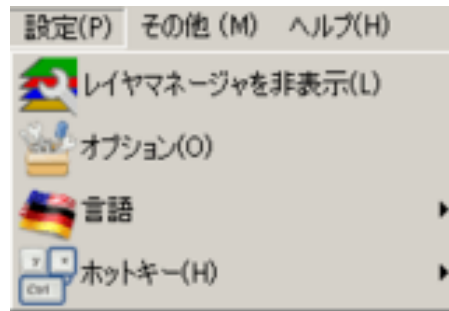 設定(P) その他 (M) ヘルプ(H)
レイヤマネージャを非表示(L)
オプション(O)
言語
ホットキー(H)
Y X
Ctrl